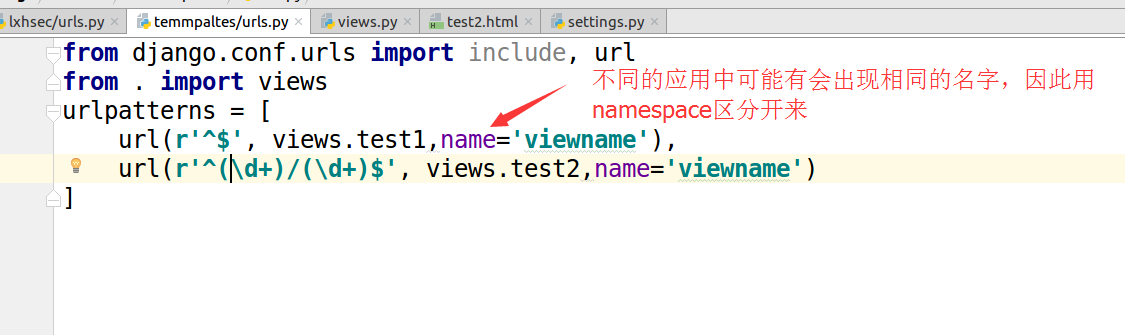 lxhsec/urls.py temmpaltes/urls.py views.py test2.html settings.py
from django.conf.urls import include, url
from . import views
不同的应用中可能有会出现相同的名字，因此用
namespace区分开来
urlpatterns = [
url(r'^$', views.test1,name='viewname'),
url(r'^(\d+)/(\d+)$', views.test2,name='viewname')
]